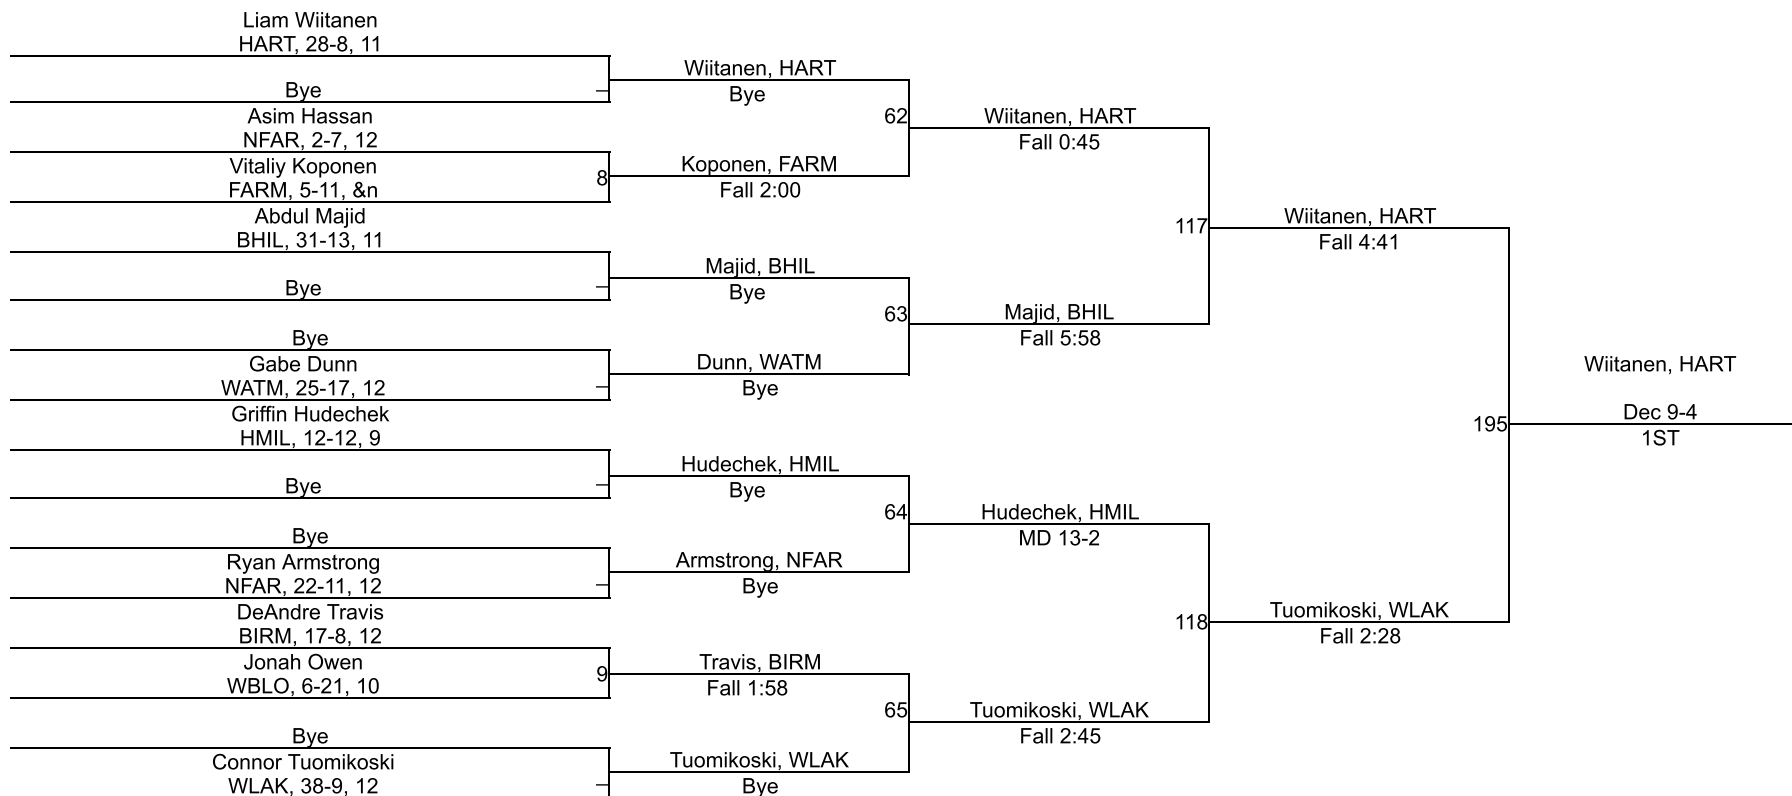 Liam Wiitanen
HART, 28-8, 11
Bye
Asim Hassan
NFAR, 2-7, 12
Vitaliy Koponen
FARM, 5-11, &n
8
Abdul Majid
BHIL, 31-13, 11
Bye
Bye
Gabe Dunn
WATM, 25-17, 12
Griffin Hudechek
HMIL, 12-12, 9
Bye
Bye
Ryan Armstrong
NFAR, 22-11, 12
DeAndre Travis
BIRM, 17-8, 12
Jonah Owen
WBLO, 6-21, 10
9
Bye
Connor Tuomikoski
WLAK, 38-9, 12
Wiitanen, HART
Bye
62
Koponen, FARM
Fall 2:00
Majid, BHIL
Bye
63
Dunn, WATM
Bye
Hudechek, HMIL
Bye
64
Armstrong, NFAR
Bye
Travis, BIRM
Fall 1:58
65
Tuomikoski, WLAK
Bye
Wiitanen, HART
Fall 0:45
117
Majid, BHIL
Fall 5:58
Hudechek, HMIL
MD 13-2
118
Tuomikoski, WLAK
Fall 2:45
Wiitanen, HART
Fall 4:41
195
Tuomikoski, WLAK
Fall 2:28
Wiitanen, HART
Dec 9-4
1ST